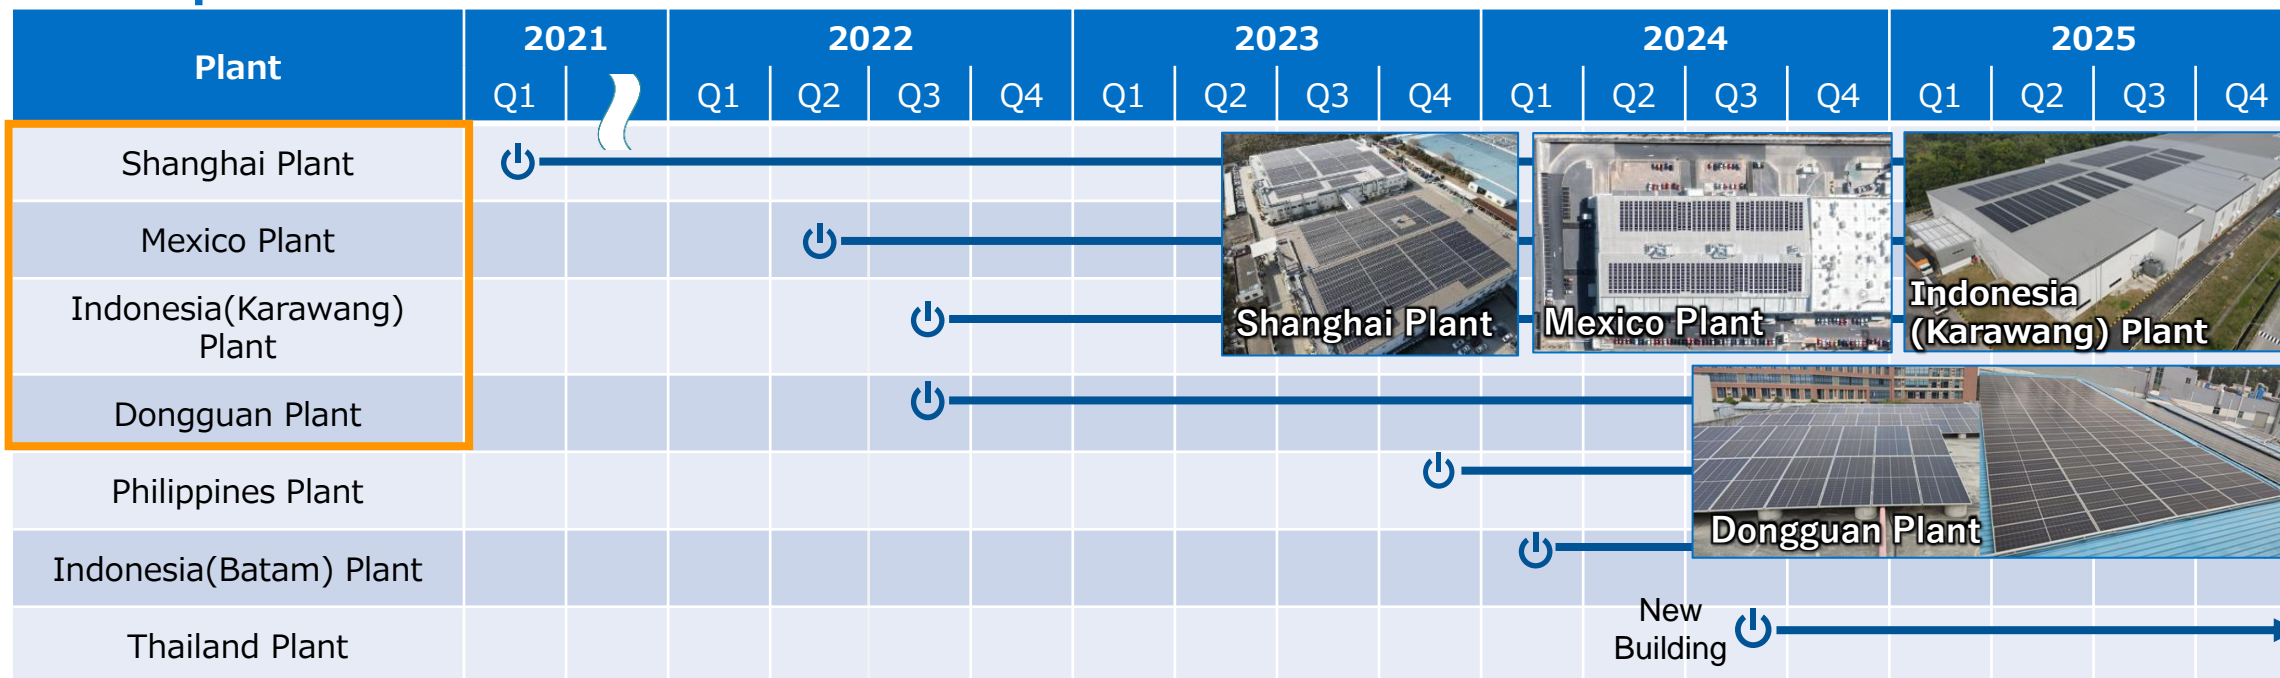 Plant
2021
2022
2023
2024
2025
Q1
Q1
Q2
Q3
Q4
Q1
Q2
Q3
Q4
Q1
Q2
Q3
Q4
Q1
Q2
Q3
Q4
Shanghai Plant
Mexico Plant
Indonesia(Karawang)
Plant
Dongguan Plant
Philippines Plant
Indonesia(Batam) Plant
Thailand Plant
Shanghai Plant
Mexico Plant
Indonesia
(Karawang) Plant
Dongguan Plant
New
Building